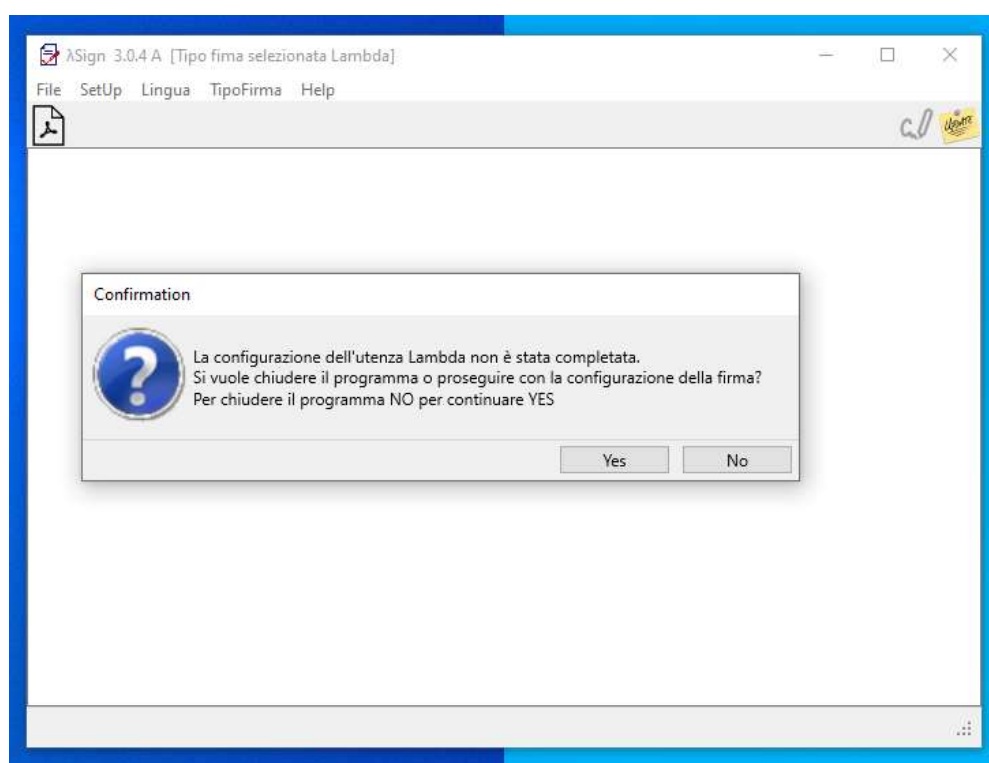 λSign 3.0.4 A [Tipo fima selezionata Lambda]
File SetUp Lingua TipoFirma Help
Update
Confirmation
La configurazione dell'utenza Lambda non è stata completata.
Si vuole chiudere il programma o proseguire con la configurazione della firma?
Per chiudere il programma NO per continuare YES
Yes No